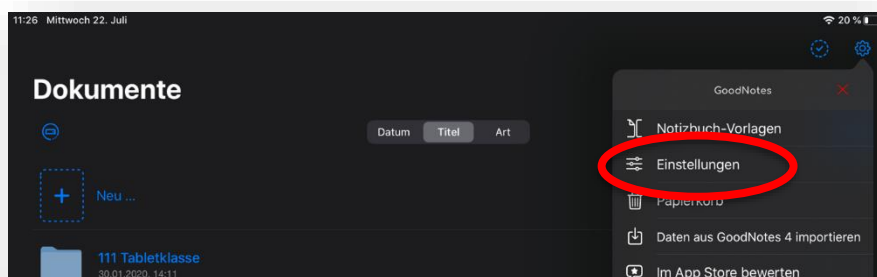 11:26 Mittwoch 22. Juli
20 %
Dokumente
GoodNotes
Datum Titel Art
Notizbuch-Vorlagen
Einstellungen
Neu ...
Papierkorb
Daten aus GoodNotes 4 importieren
111 Tabletklasse
30.01.2020, 14:11
Im App Store bewerten